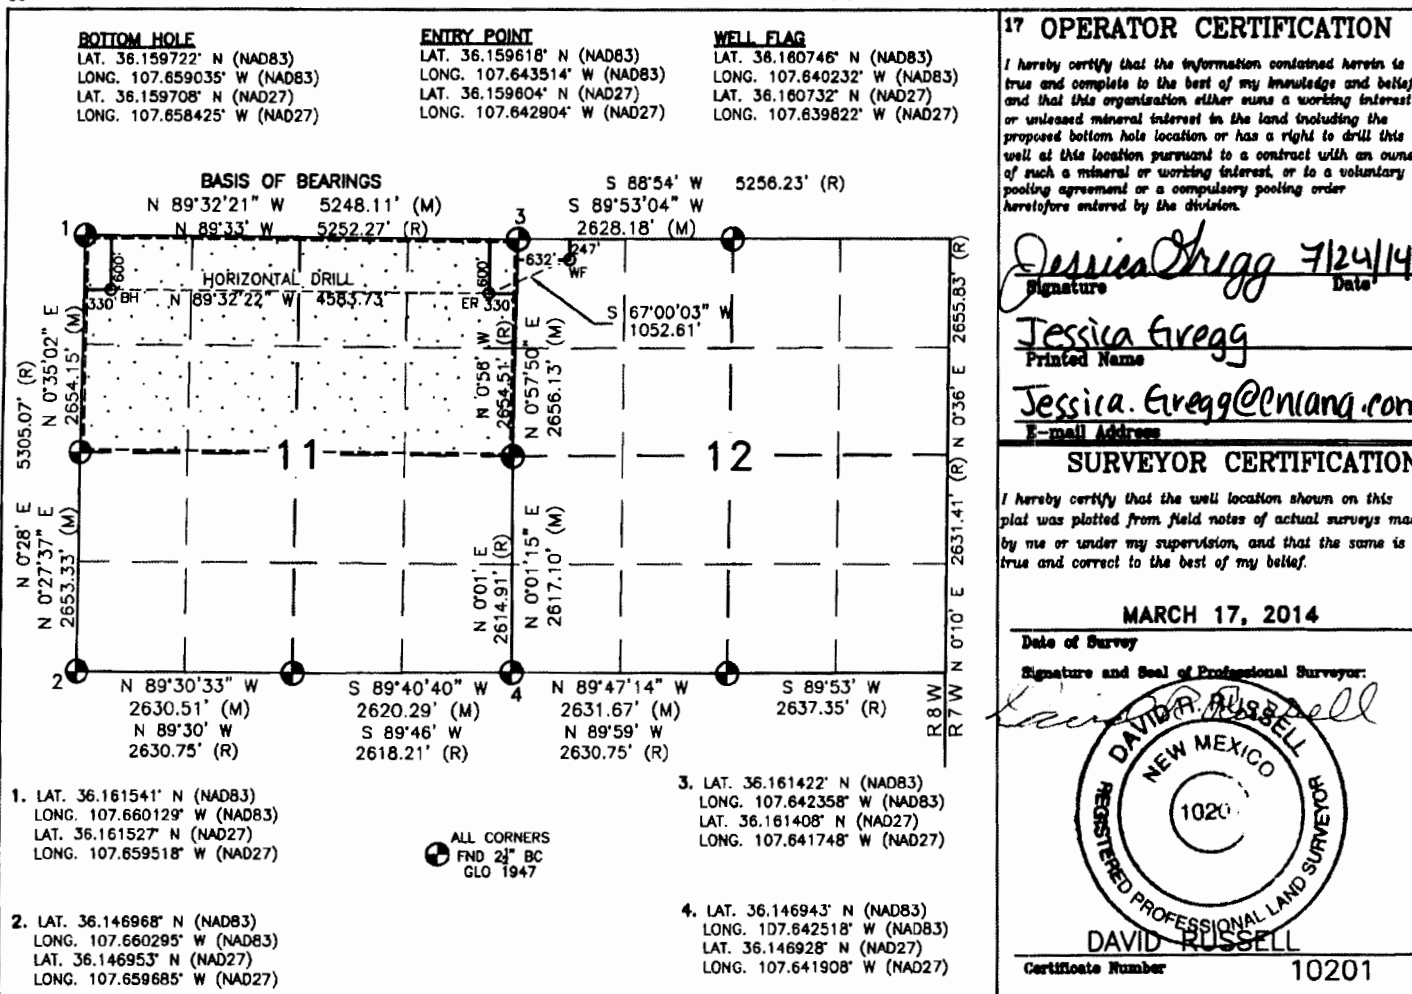 BOTTOM HOLE
LAT. 36.159722° N (NAD83)
LONG. 107.659035° W (NAD83)
LAT. 36.159708° N (NAD27)
LONG. 107.658425° W (NAD27)
ENTRY POINT
LAT. 36.159618° N (NAD83)
LONG. 107.643514° W (NAD83)
LAT. 36.159604° N (NAD27)
LONG. 107.642904° W (NAD27)
WELL FLAG
LAT. 36.160746° N (NAD83)
LONG. 107.640232° W (NAD83)
LAT. 36.160732° N (NAD27)
LONG. 107.639822° W (NAD27)
BASIS OF BEARINGS
N 89°32'21" W 5248.11' (M)
N 89°33' W 5252.27' (R)
S 88°54' W 5256.23' (R)
S 89°53'04" W
2628.18' (M)
1
3
600'
HORIZONTAL DRILL
330' BH N 89°32'22" W 4583.73'
600'
ER 330'
632'
247'
WF
S 67°00'03" W
1052.61'
5305.07' (R)
N 0°28' E
N 0°35'02" E
2654.15' (M)
N 0°27'37" E
2653.33' (M)
N 0°58' W
2654.51' (R)
N 0°57'50" E
2656.13' (M)
N 0°01' E
2614.91' (R)
N 0°01'15" E
2617.10' (M)
N 0°36' E 2655.83' (R)
N 0°10' E 2631.41' (R)
11
12
2
4
N 89°30'33" W
2630.51' (M)
N 89°30' W
2630.75' (R)
S 89°40'40" W
2620.29' (M)
S 89°46' W
2618.21' (R)
N 89°47'14" W
2631.67' (M)
N 89°59' W
2630.75' (R)
S 89°53' W
2637.35' (R)
R 8 W
R 7 W
1. LAT. 36.161541° N (NAD83)
LONG. 107.660129° W (NAD83)
LAT. 36.161527° N (NAD27)
LONG. 107.659518° W (NAD27)
2. LAT. 36.146968° N (NAD83)
LONG. 107.660295° W (NAD83)
LAT. 36.146953° N (NAD27)
LONG. 107.659685° W (NAD27)
ALL CORNERS
FND 2½" BC
GLO 1947
3. LAT. 36.161422° N (NAD83)
LONG. 107.642358° W (NAD83)
LAT. 36.161408° N (NAD27)
LONG. 107.641748° W (NAD27)
4. LAT. 36.146943° N (NAD83)
LONG. 107.642518° W (NAD83)
LAT. 36.146928° N (NAD27)
LONG. 107.641908° W (NAD27)
17 OPERATOR CERTIFICATION
I hereby certify that the information contained herein is
true and complete to the best of my knowledge and belief,
and that this organization either owns a working interest
or unleased mineral interest in the land including the
proposed bottom hole location or has a right to drill this
well at this location pursuant to a contract with an owne
of such a mineral or working interest, or to a voluntary
pooling agreement or a compulsory pooling order
heretofore entered by the division.
Jessica Gregg 7/24/14
Signature Date
Jessica Gregg
Printed Name
Jessica.Gregg@encana.com
E-mail Address
SURVEYOR CERTIFICATION
I hereby certify that the well location shown on this
plat was plotted from field notes of actual surveys ma
by me or under my supervision, and that the same is
true and correct to the best of my belief.
MARCH 17, 2014
Date of Survey
Signature and Seal of Professional Surveyor:
DAVID R. RUSSELL
NEW MEXICO
1020
REGISTERED PROFESSIONAL LAND SURVEYOR
DAVID RUSSELL
Certificate Number 10201